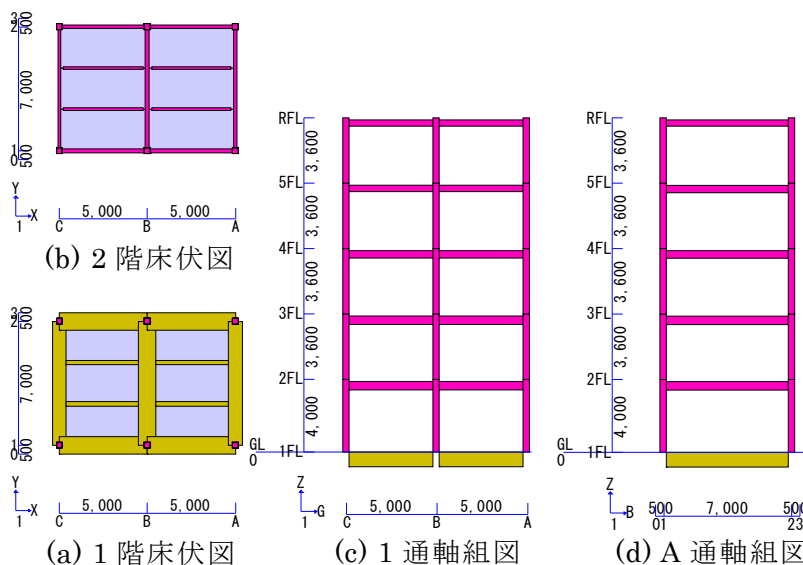 3
2
500
7,000
1
0
500
Y
1 X
5,000 5,000
C B A
(b) 2 階床伏図
3
2
500
7,000
1
0
500
Y
1 X
5,000 5,000
C B A
(a) 1 階床伏図
RFL
3,600
5FL
3,600
4FL
3,600
3FL
3,600
2FL
4,000
GL
0
1FL
Z
1 G
5,000 5,000
C B A
(c) 1 通軸組図
RFL
3,600
5FL
3,600
4FL
3,600
3FL
3,600
2FL
4,000
GL
0
1FL
Z
1 B
500 7,000 500
0 1 2 3
(d) A 通軸組図